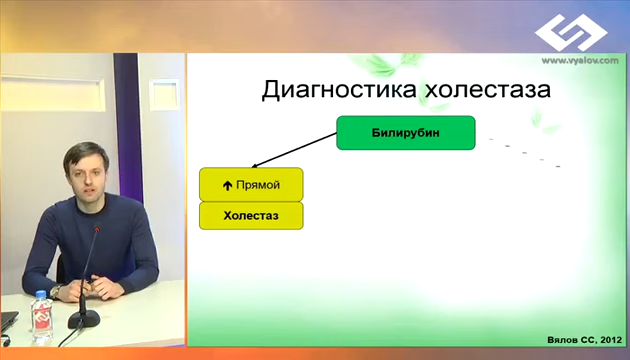 www.vyalov.com
Диагностика холестаза
Билирубин
Прямой
Холестаз
Вялов СС, 2012